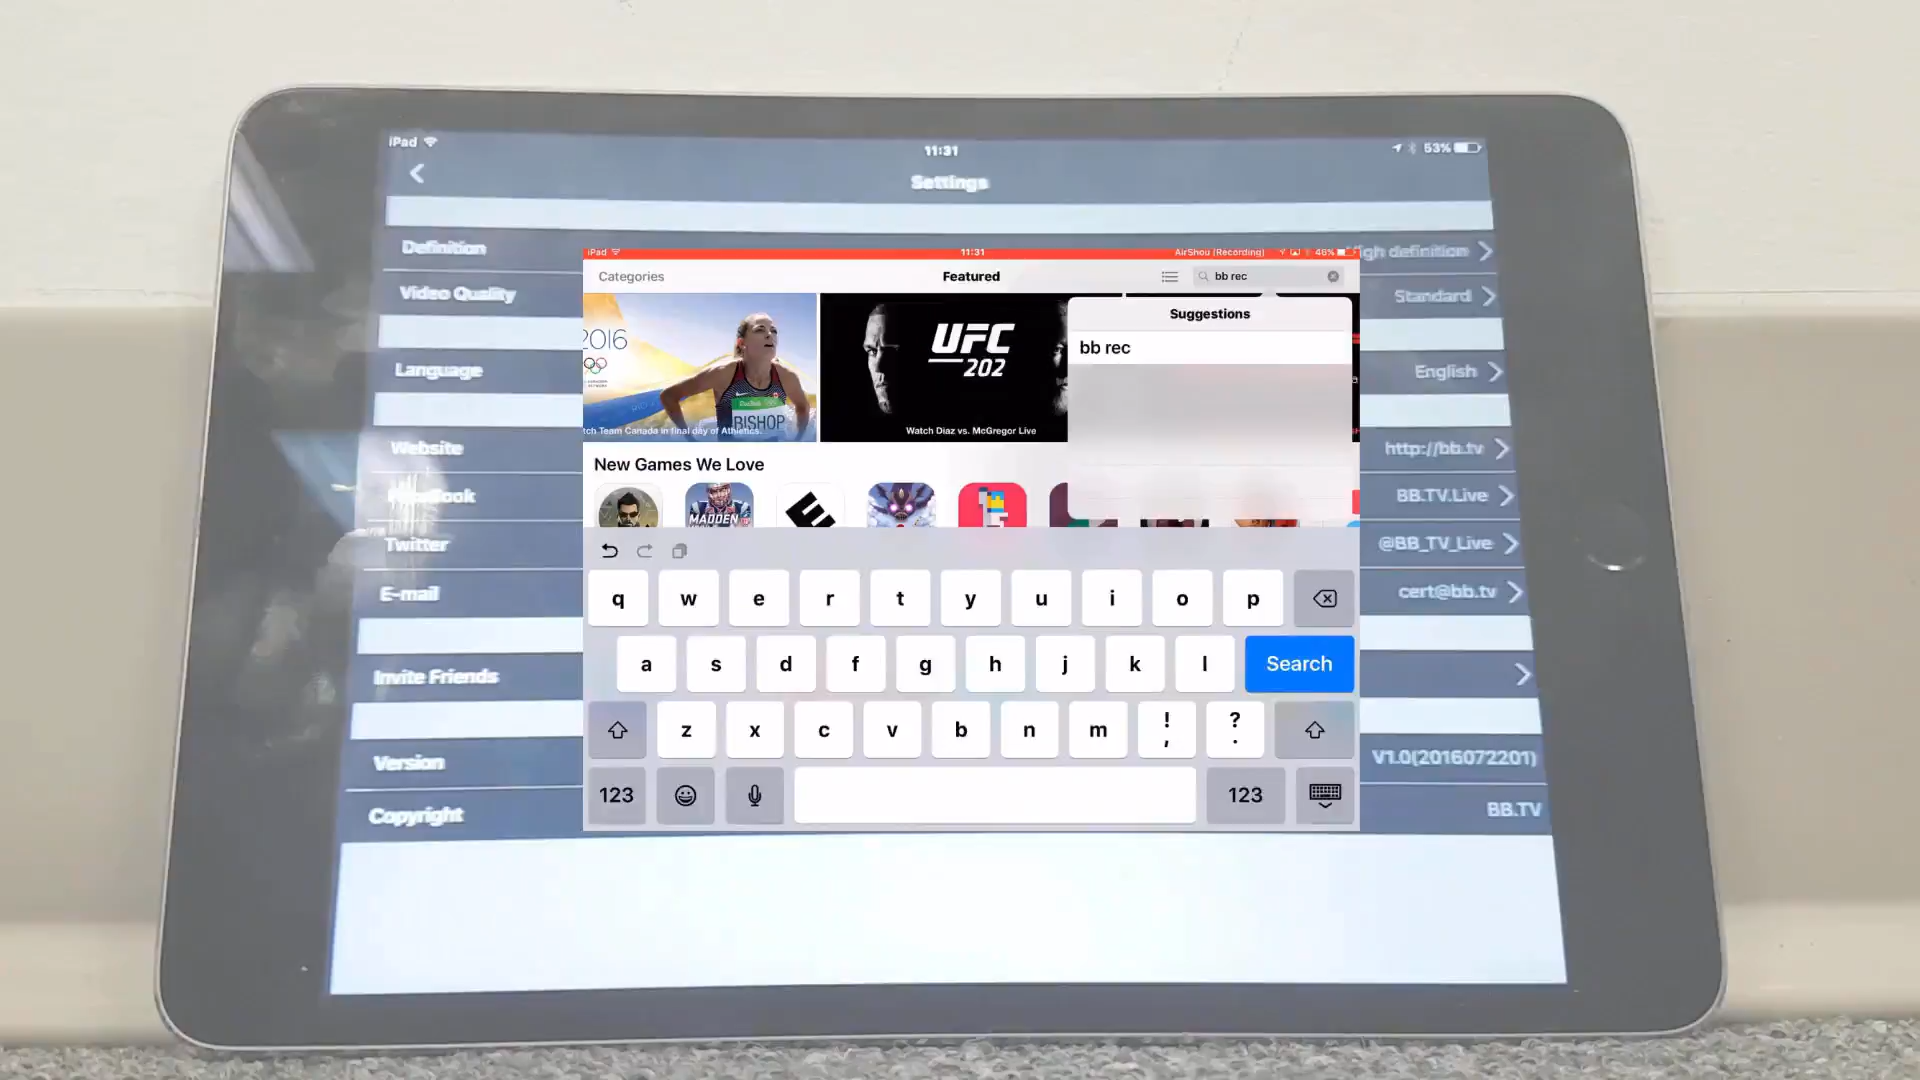 iPad
11:31
53%
Settings
Definition
igh definition
Video Quality
Standard
Language
English
Website
http://bb.tv
BB.TV.Live
Twitter
@BB_TV_Live
E-mail
cert@bb.tv
Invite Friends
Version
V1.0(2016072201)
Copyright
BB.TV
iPad
11:31
AirShou (Recording)
46%
Categories
Featured
bb rec
Suggestions
bb rec
2016
BISHOP
tch Team Canada in final day of Athletics.
UFC
202
Watch Diaz vs. McGregor Live
New Games We Love
MADDEN
q w e r t y u i o p
a s d f g h j k l Search
z x c v b n m ! , ? .
123 123